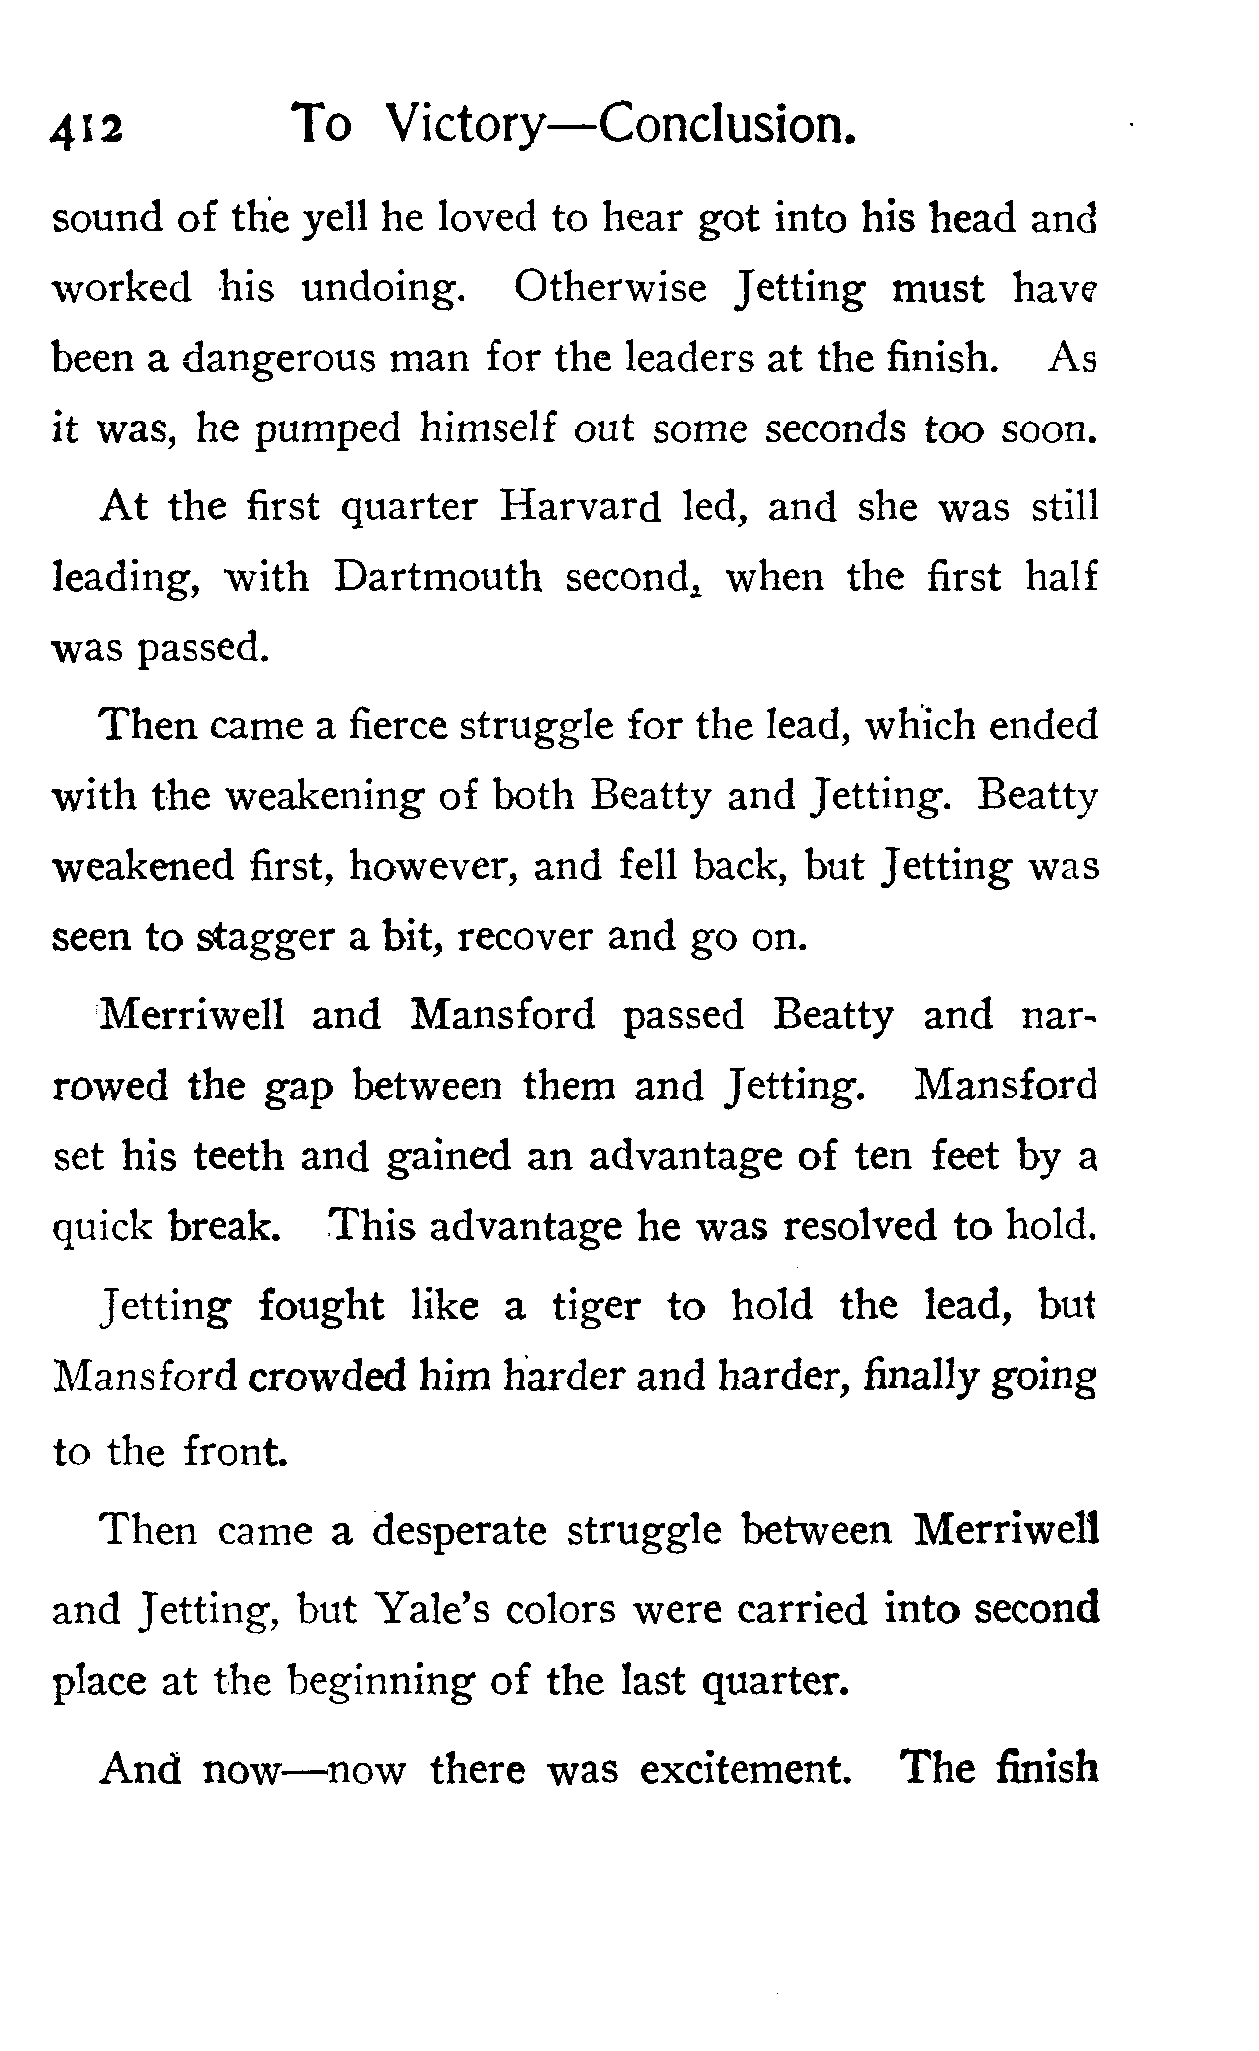 412 To Victory—Conclusion.
sound of the yell he loved to hear got into his head and
worked his undoing. Otherwise Jetting must have
been a dangerous man for the leaders at the finish. As
it was, he pumped himself out some seconds too soon.
At the first quarter Harvard led, and she was still
leading, with Dartmouth second, when the first half
was passed.
Then came a fierce struggle for the lead, which ended
with the weakening of both Beatty and Jetting. Beatty
weakened first, however, and fell back, but Jetting was
seen to stagger a bit, recover and go on.
Merriwell and Mansford passed Beatty and nar-
rowed the gap between them and Jetting. Mansford
set his teeth and gained an advantage of ten feet by a
quick break. This advantage he was resolved to hold.
Jetting fought like a tiger to hold the lead, but
Mansford crowded him harder and harder, finally going
to the front.
Then came a desperate struggle between Merriwell
and Jetting, but Yale's colors were carried into second
place at the beginning of the last quarter.
And now—now there was excitement. The finish